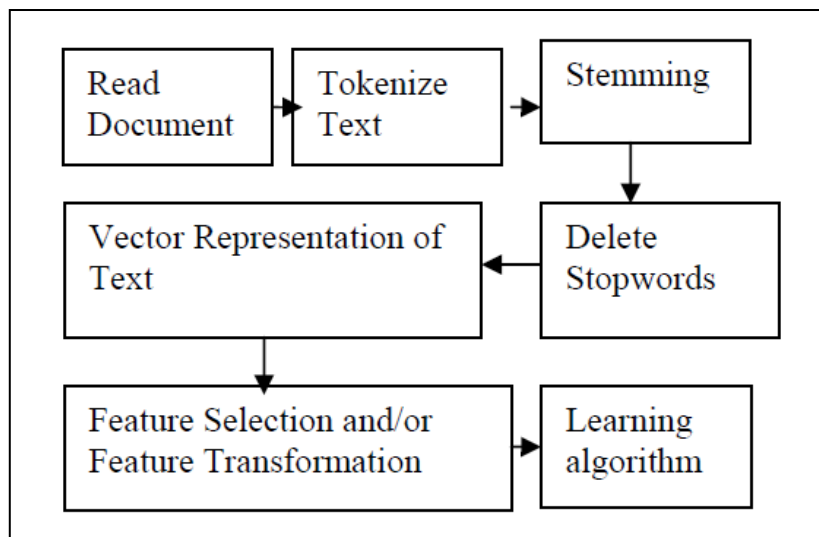 Read
Document
Tokenize
Text
Stemming
Delete
Stopwords
Vector Representation of
Text
Feature Selection and/or
Feature Transformation
Learning
algorithm